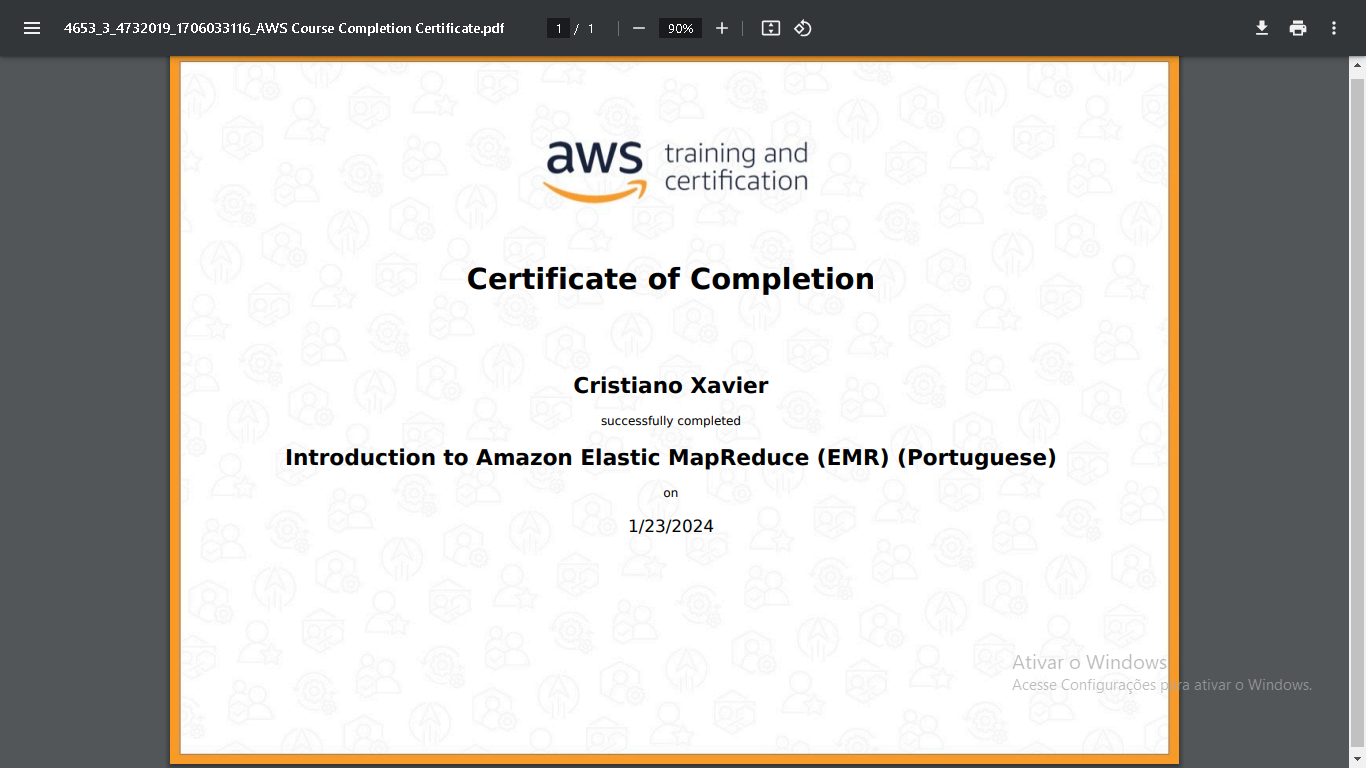 4653_3_4732019_1706033116_AWS Course Completion Certificate.pdf
1 / 1
90%
aws training and certification
Certificate of Completion
Cristiano Xavier
successfully completed
Introduction to Amazon Elastic MapReduce (EMR) (Portuguese)
on
1/23/2024
Ativar o Windows
Acesse Configurações para ativar o Windows.